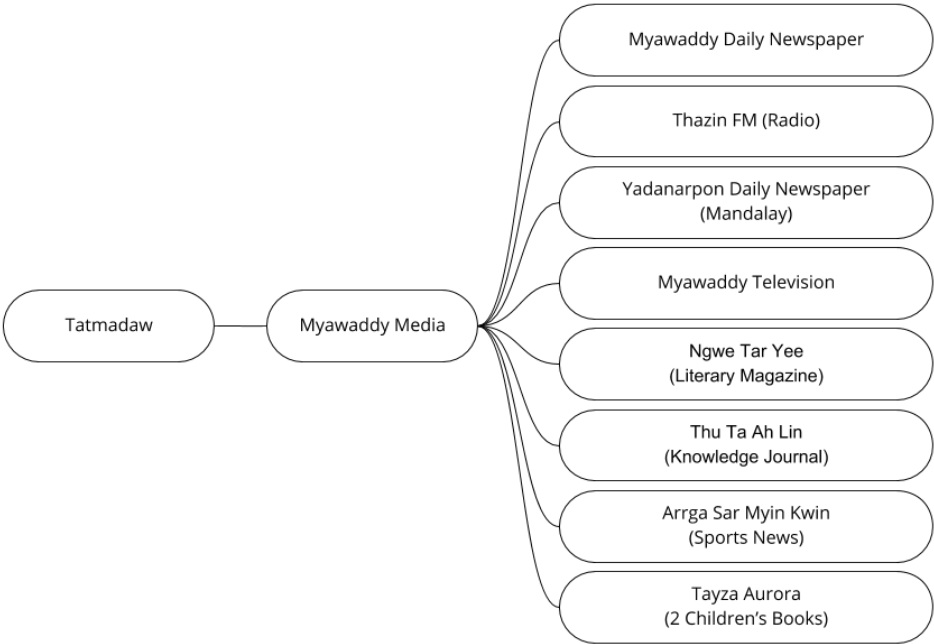 Tatmadaw
Myawaddy Media
Myawaddy Daily Newspaper
Thazin FM (Radio)
Yadanarpon Daily Newspaper
(Mandalay)
Myawaddy Television
Ngwe Tar Yee
(Literary Magazine)
Thu Ta Ah Lin
(Knowledge Journal)
Arrga Sar Myin Kwin
(Sports News)
Tayza Aurora
(2 Children’s Books)